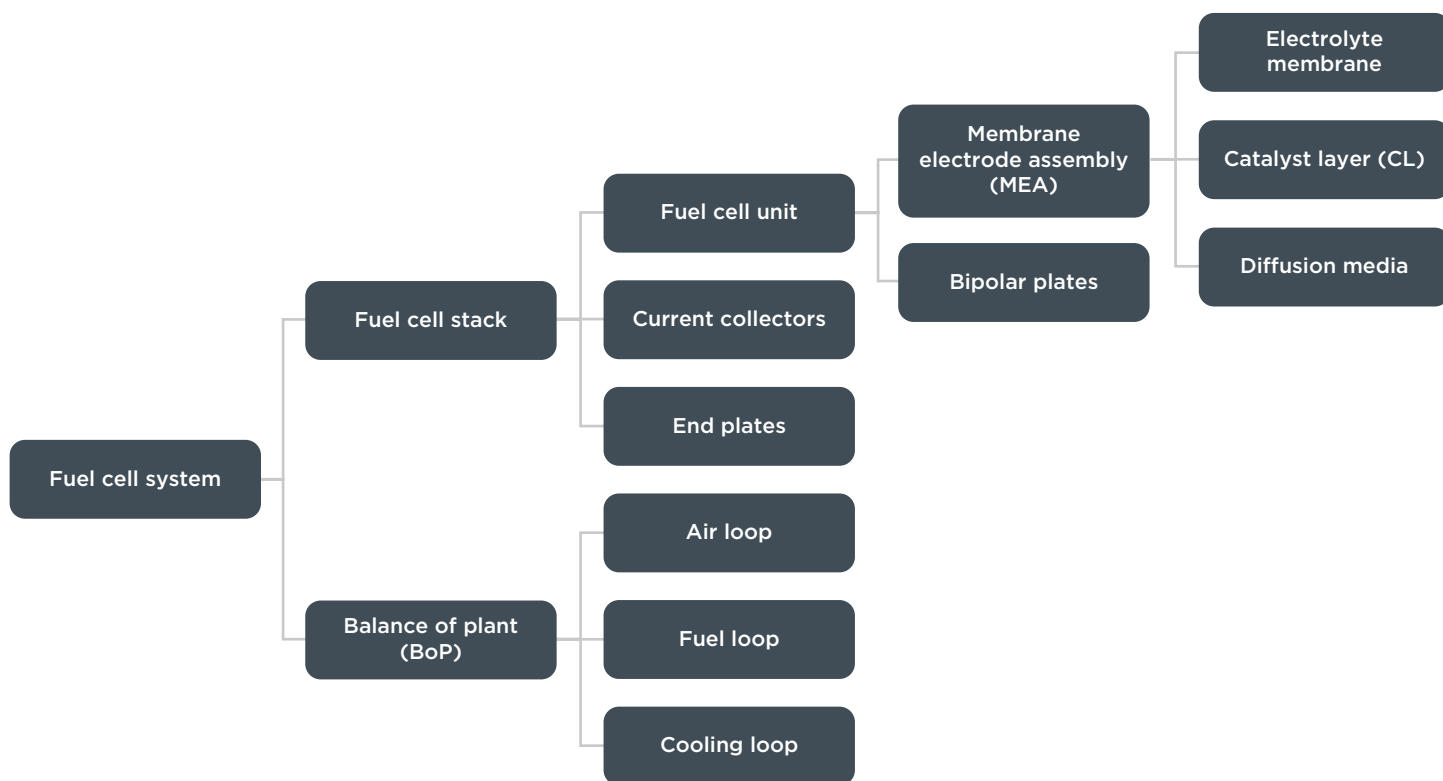 Fuel cell system
Fuel cell stack
Balance of plant
(BoP)
Fuel cell unit
Current collectors
End plates
Air loop
Fuel loop
Cooling loop
Membrane
electrode assembly
(MEA)
Bipolar plates
Electrolyte
membrane
Catalyst layer (CL)
Diffusion media